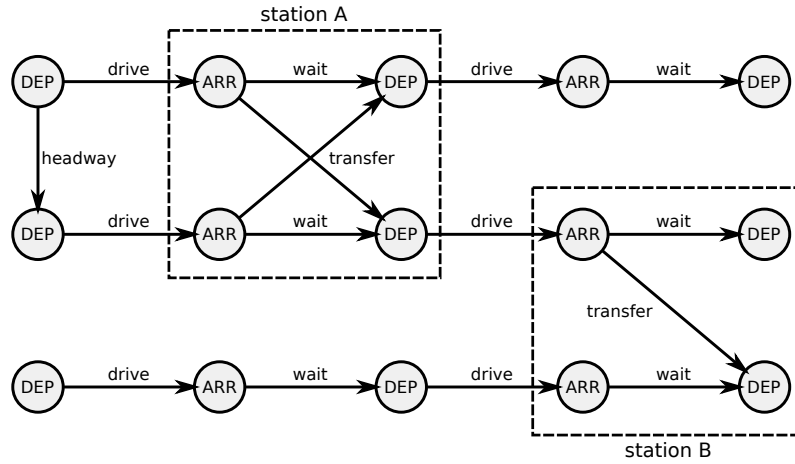 station A
drive wait drive wait
DEP ARR DEP ARR DEP
headway transfer
drive wait drive wait
DEP ARR DEP ARR DEP
transfer
drive wait drive wait
DEP ARR DEP ARR DEP
station B